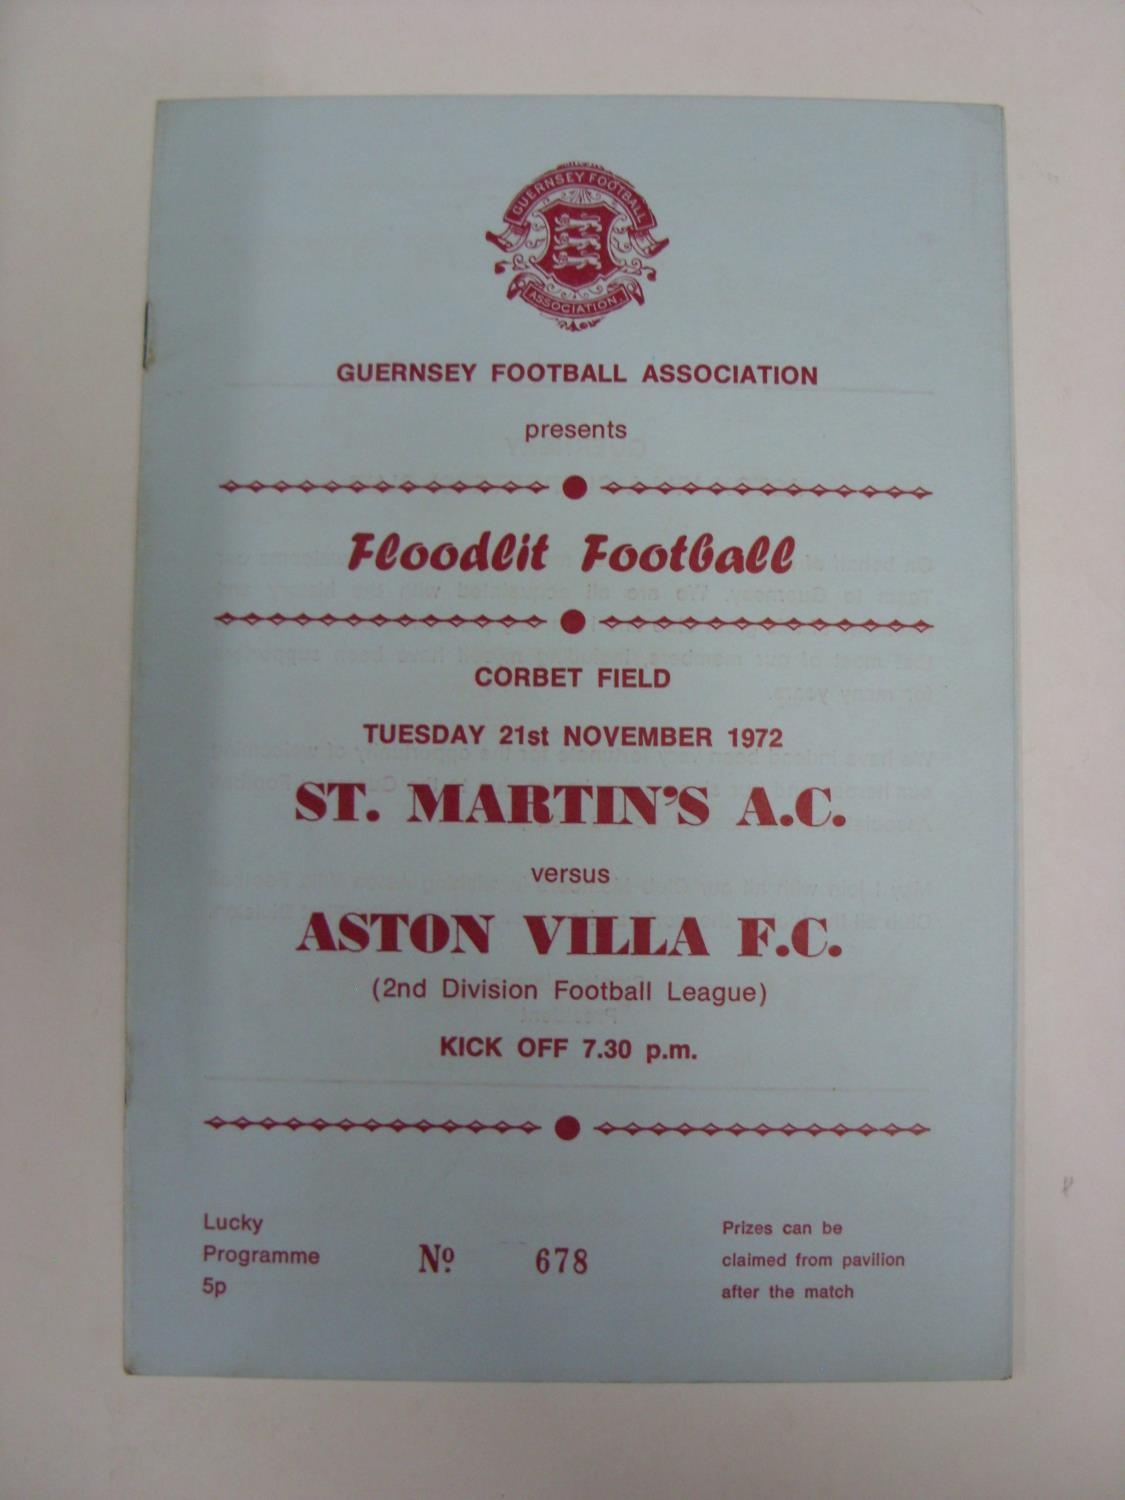 GUERNSEY FOOTBALL
ASSOCIATION
GUERNSEY FOOTBALL ASSOCIATION
presents
Floodlit Football
CORBET FIELD
TUESDAY 21st NOVEMBER 1972
ST. MARTIN'S A.C.
versus
ASTON VILLA F.C.
(2nd Division Football League)
KICK OFF 7.30 p.m.
Lucky
Programme
5p
Nº 678
Prizes can be
claimed from pavilion
after the match